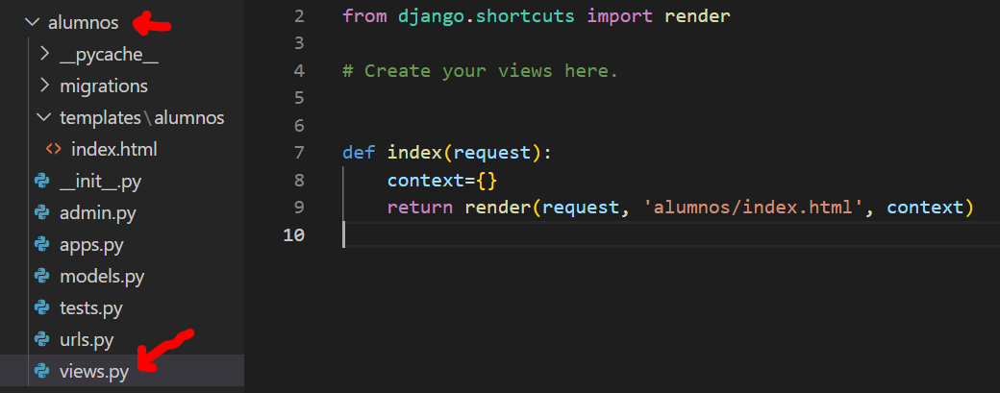 alumnos
__pycache__
migrations
templates\alumnos
<> index.html
__init__.py
admin.py
apps.py
models.py
tests.py
urls.py
views.py
2 from django.shortcuts import render
3
4 # Create your views here.
5
6
7 def index(request):
8     context={}
9     return render(request, 'alumnos/index.html', context)
10